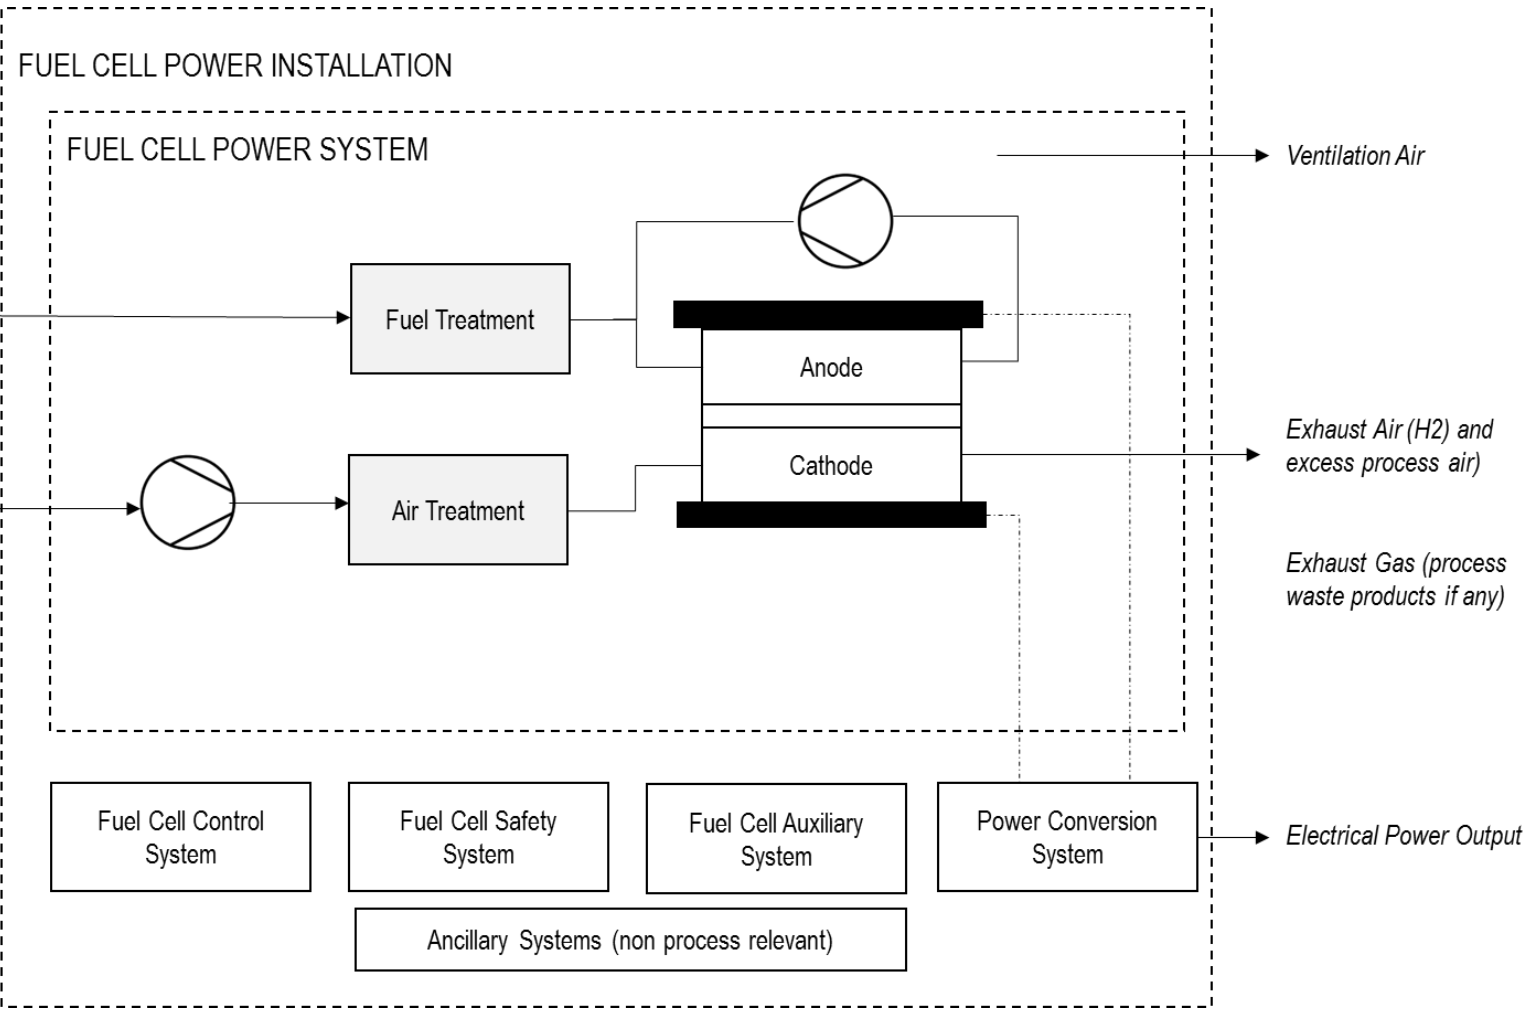 FUEL CELL POWER INSTALLATION
FUEL CELL POWER SYSTEM
Ventilation Air
Fuel Treatment
Anode
Exhaust Air (H2) and
excess process air)
Cathode
Air Treatment
Exhaust Gas (process
waste products if any)
Fuel Cell Control
System
Fuel Cell Safety
System
Fuel Cell Auxiliary
System
Power Conversion
System
Electrical Power Output
Ancillary Systems (non process relevant)